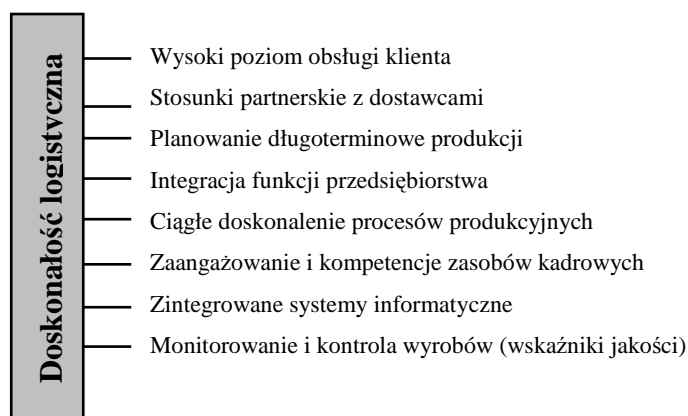 Doskonałość logistyczna
Wysoki poziom obsługi klienta
Stosunki partnerskie z dostawcami
Planowanie długoterminowe produkcji
Integracja funkcji przedsiębiorstwa
Ciągłe doskonalenie procesów produkcyjnych
Zaangażowanie i kompetencje zasobów kadrowych
Zintegrowane systemy informatyczne
Monitorowanie i kontrola wyrobów (wskaźniki jakości)